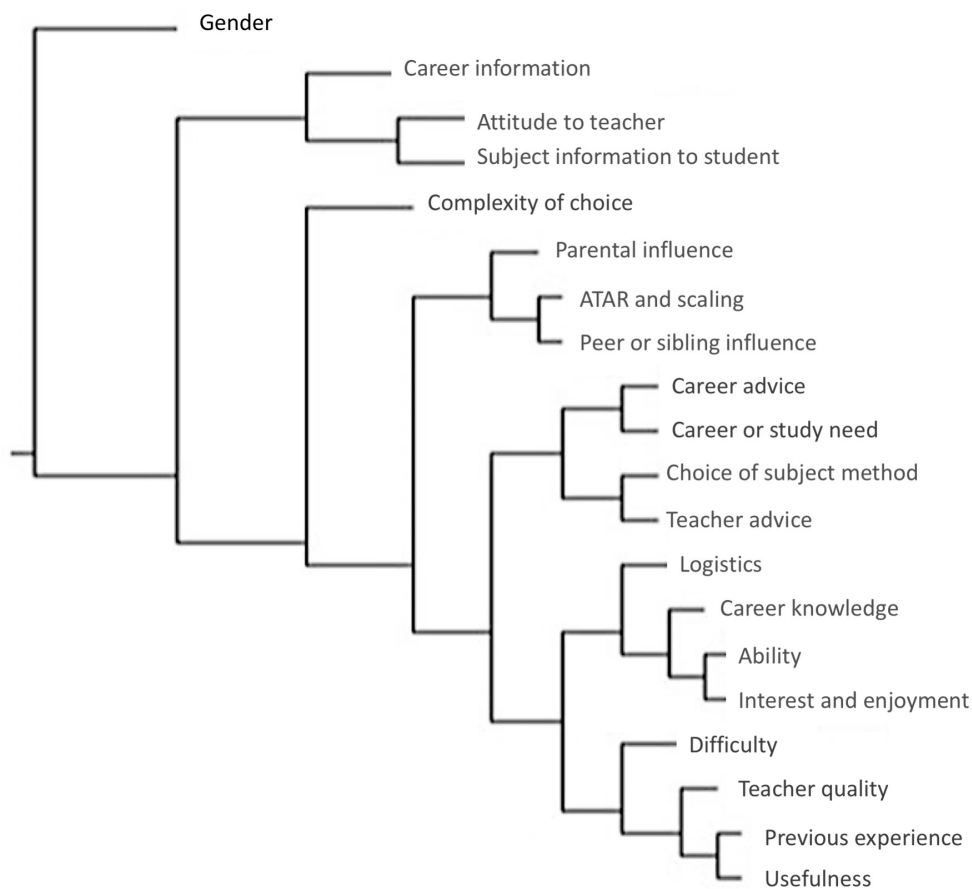 Gender
Career information
Attitude to teacher
Subject information to student
Complexity of choice
Parental influence
ATAR and scaling
Peer or sibling influence
Career advice
Career or study need
Choice of subject method
Teacher advice
Logistics
Career knowledge
Ability
Interest and enjoyment
Difficulty
Teacher quality
Previous experience
Usefulness